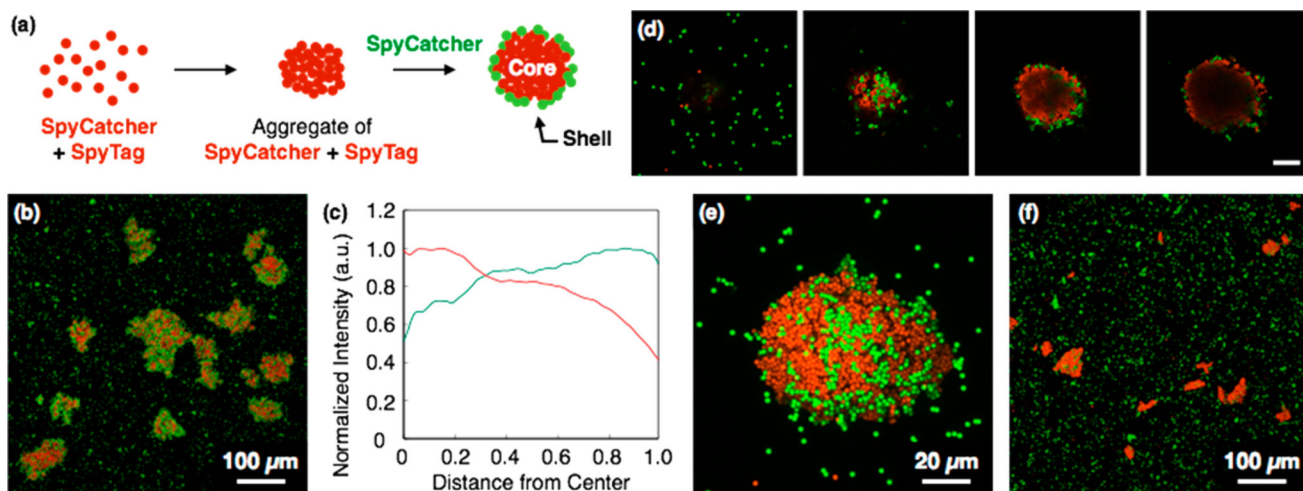 (a)
SpyCatcher
+ SpyTag
Aggregate of
SpyCatcher + SpyTag
SpyCatcher
Core
Shell
(d)
(b)
100 µm
(c)
Normalized Intensity (a.u.)
1.2
1.0
0.8
0.6
0.4
0.2
0
0 0.2 0.4 0.6 0.8 1.0
Distance from Center
(e)
20 µm
(f)
100 µm